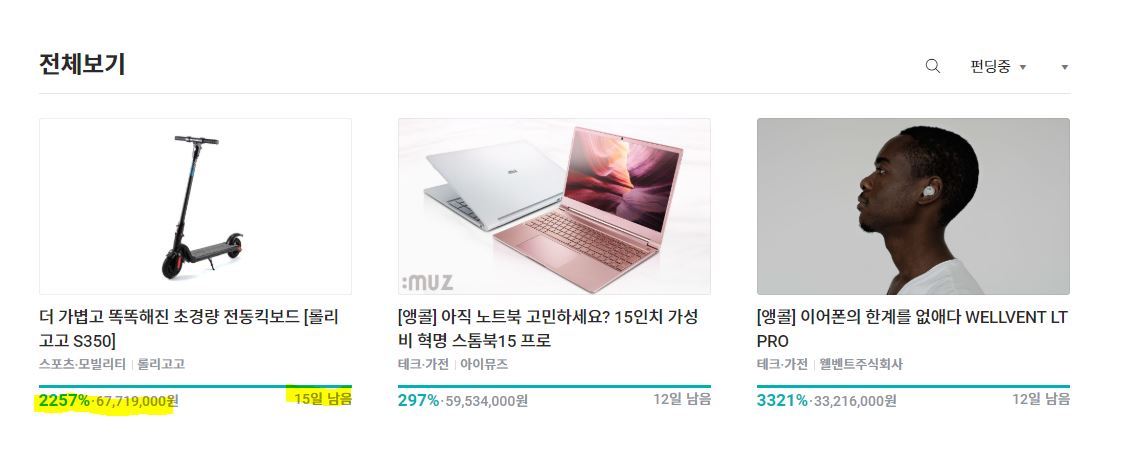 전체보기
펀딩중
:MUZ
더 가볍고 똑똑해진 초경량 전동킥보드 [롤리
고고 S350]
스포츠·모빌리티 | 롤리고고
2257%·67,719,000원 15일 남음
[앵콜] 아직 노트북 고민하세요? 15인치 가성
비 혁명 스톰북15 프로
테크·가전 | 아이뮤즈
297%·59,534,000원 12일 남음
[앵콜] 이어폰의 한계를 없애다 WELLVENT LT
PRO
테크·가전 | 웰벤트주식회사
3321%·33,216,000원 12일 남음